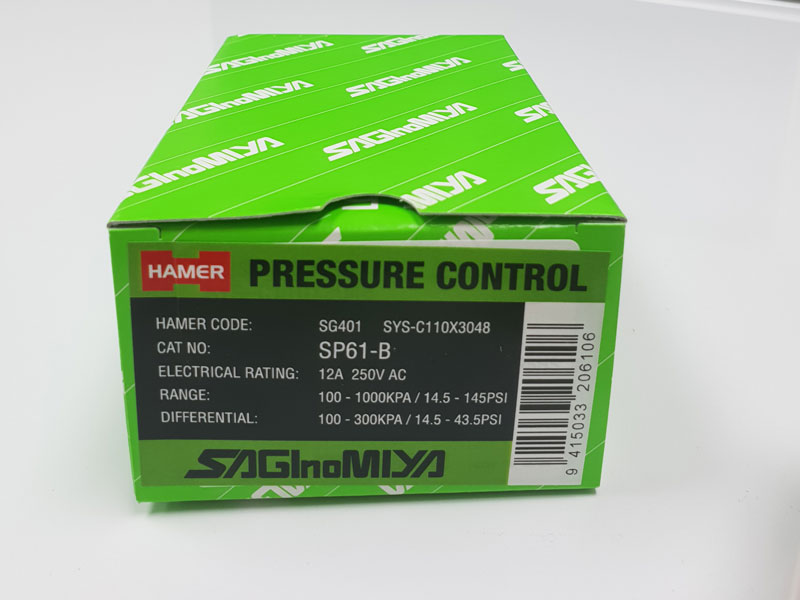 SAGInoMIYA SAGInoMIYA
SAGInoMIYA SAGInoMIYA
SAGInoMIYA SAGInoMIYA
HAMER PRESSURE CONTROL
HAMER CODE: SG401 SYS-C110X3048
CAT NO: SP61-B
ELECTRICAL RATING: 12A 250V AC
RANGE: 100 - 1000KPA / 14.5 - 145PSI
DIFFERENTIAL: 100 - 300KPA / 14.5 - 43.5PSI
9 415033 206106
SAGInoMIYA